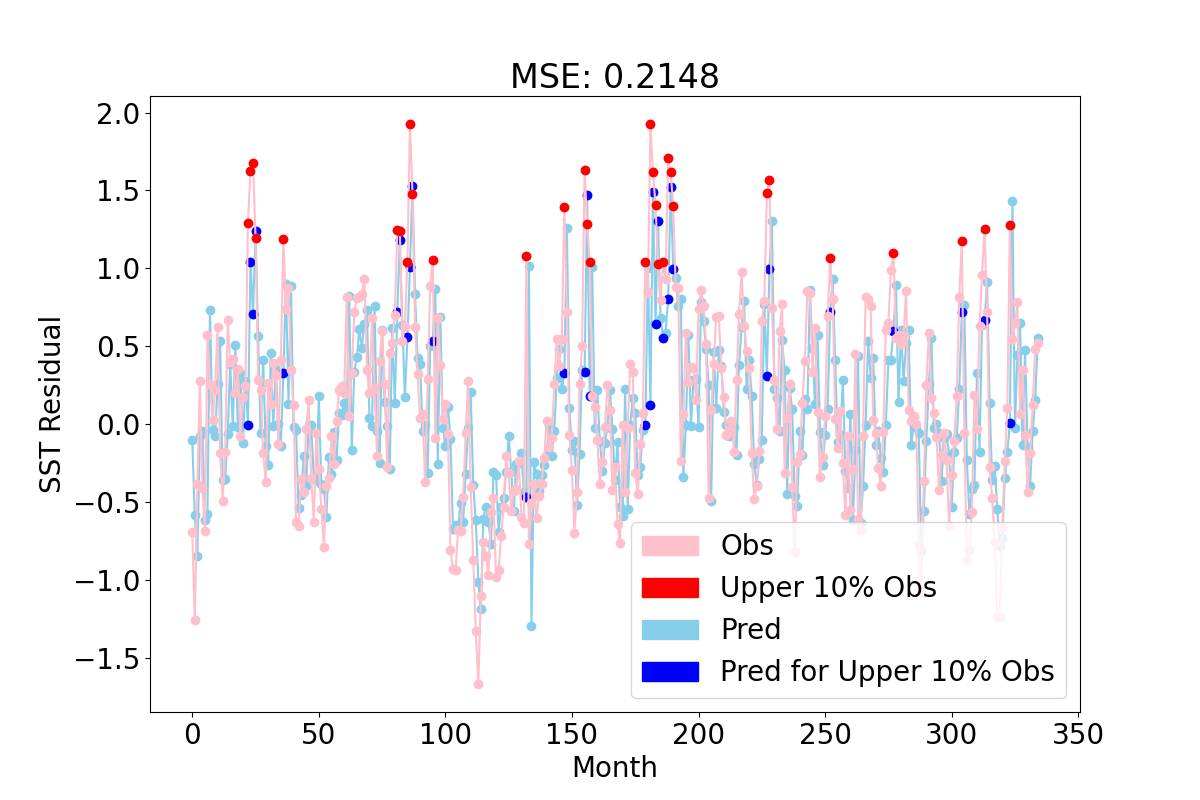 MSE: 0.2148
2.0
1.5
1.0
0.5
0.0
−0.5
−1.0
−1.5
SST Residual
Obs
Upper 10% Obs
Pred
Pred for Upper 10% Obs
0 50 100 150 200 250 300 350
Month